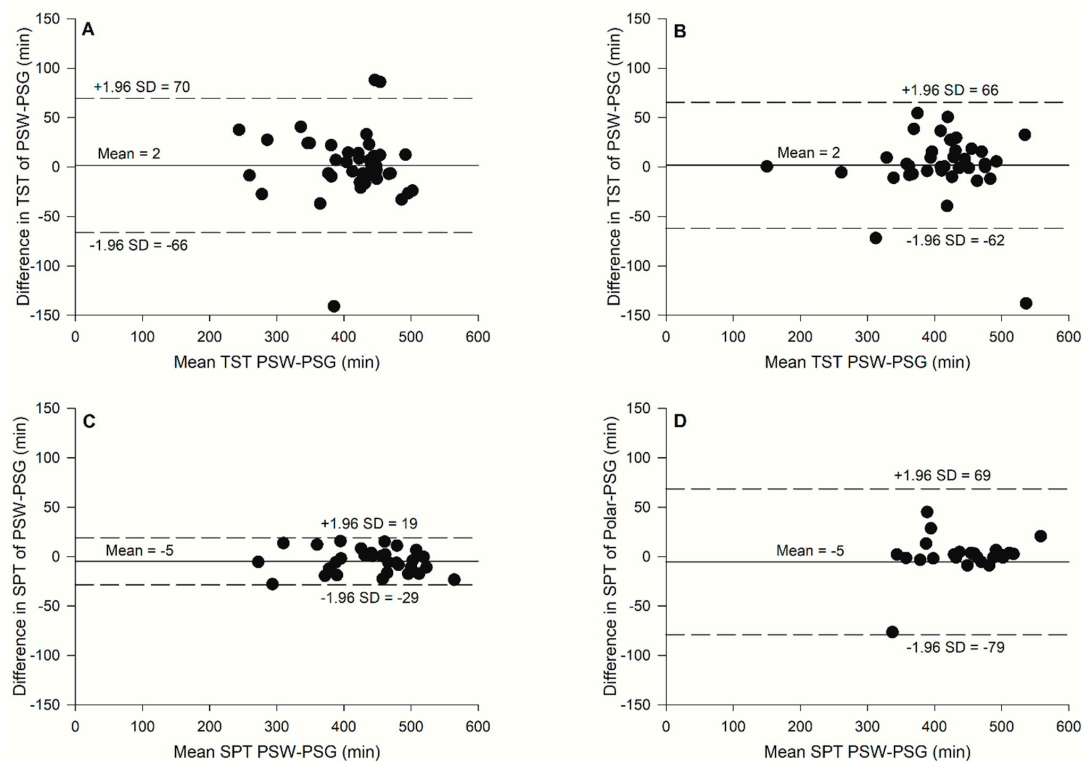 A
Difference in TST of PSW-PSG (min)
150
100
50
0
-50
-100
-150
+1.96 SD = 70
Mean = 2
-1.96 SD = -66
0 100 200 300 400 500 600
Mean TST PSW-PSG (min)
B
Difference in TST of PSW-PSG (min)
150
100
50
0
-50
-100
-150
+1.96 SD = 66
Mean = 2
-1.96 SD = -62
0 100 200 300 400 500 600
Mean TST PSW-PSG (min)
C
Difference in SPT of PSW-PSG (min)
150
100
50
0
-50
-100
-150
+1.96 SD = 19
Mean = -5
-1.96 SD = -29
0 100 200 300 400 500 600
Mean SPT PSW-PSG (min)
D
Difference in SPT of Polar-PSG (min)
150
100
50
0
-50
-100
-150
+1.96 SD = 69
Mean = -5
-1.96 SD = -79
0 100 200 300 400 500 600
Mean SPT PSW-PSG (min)